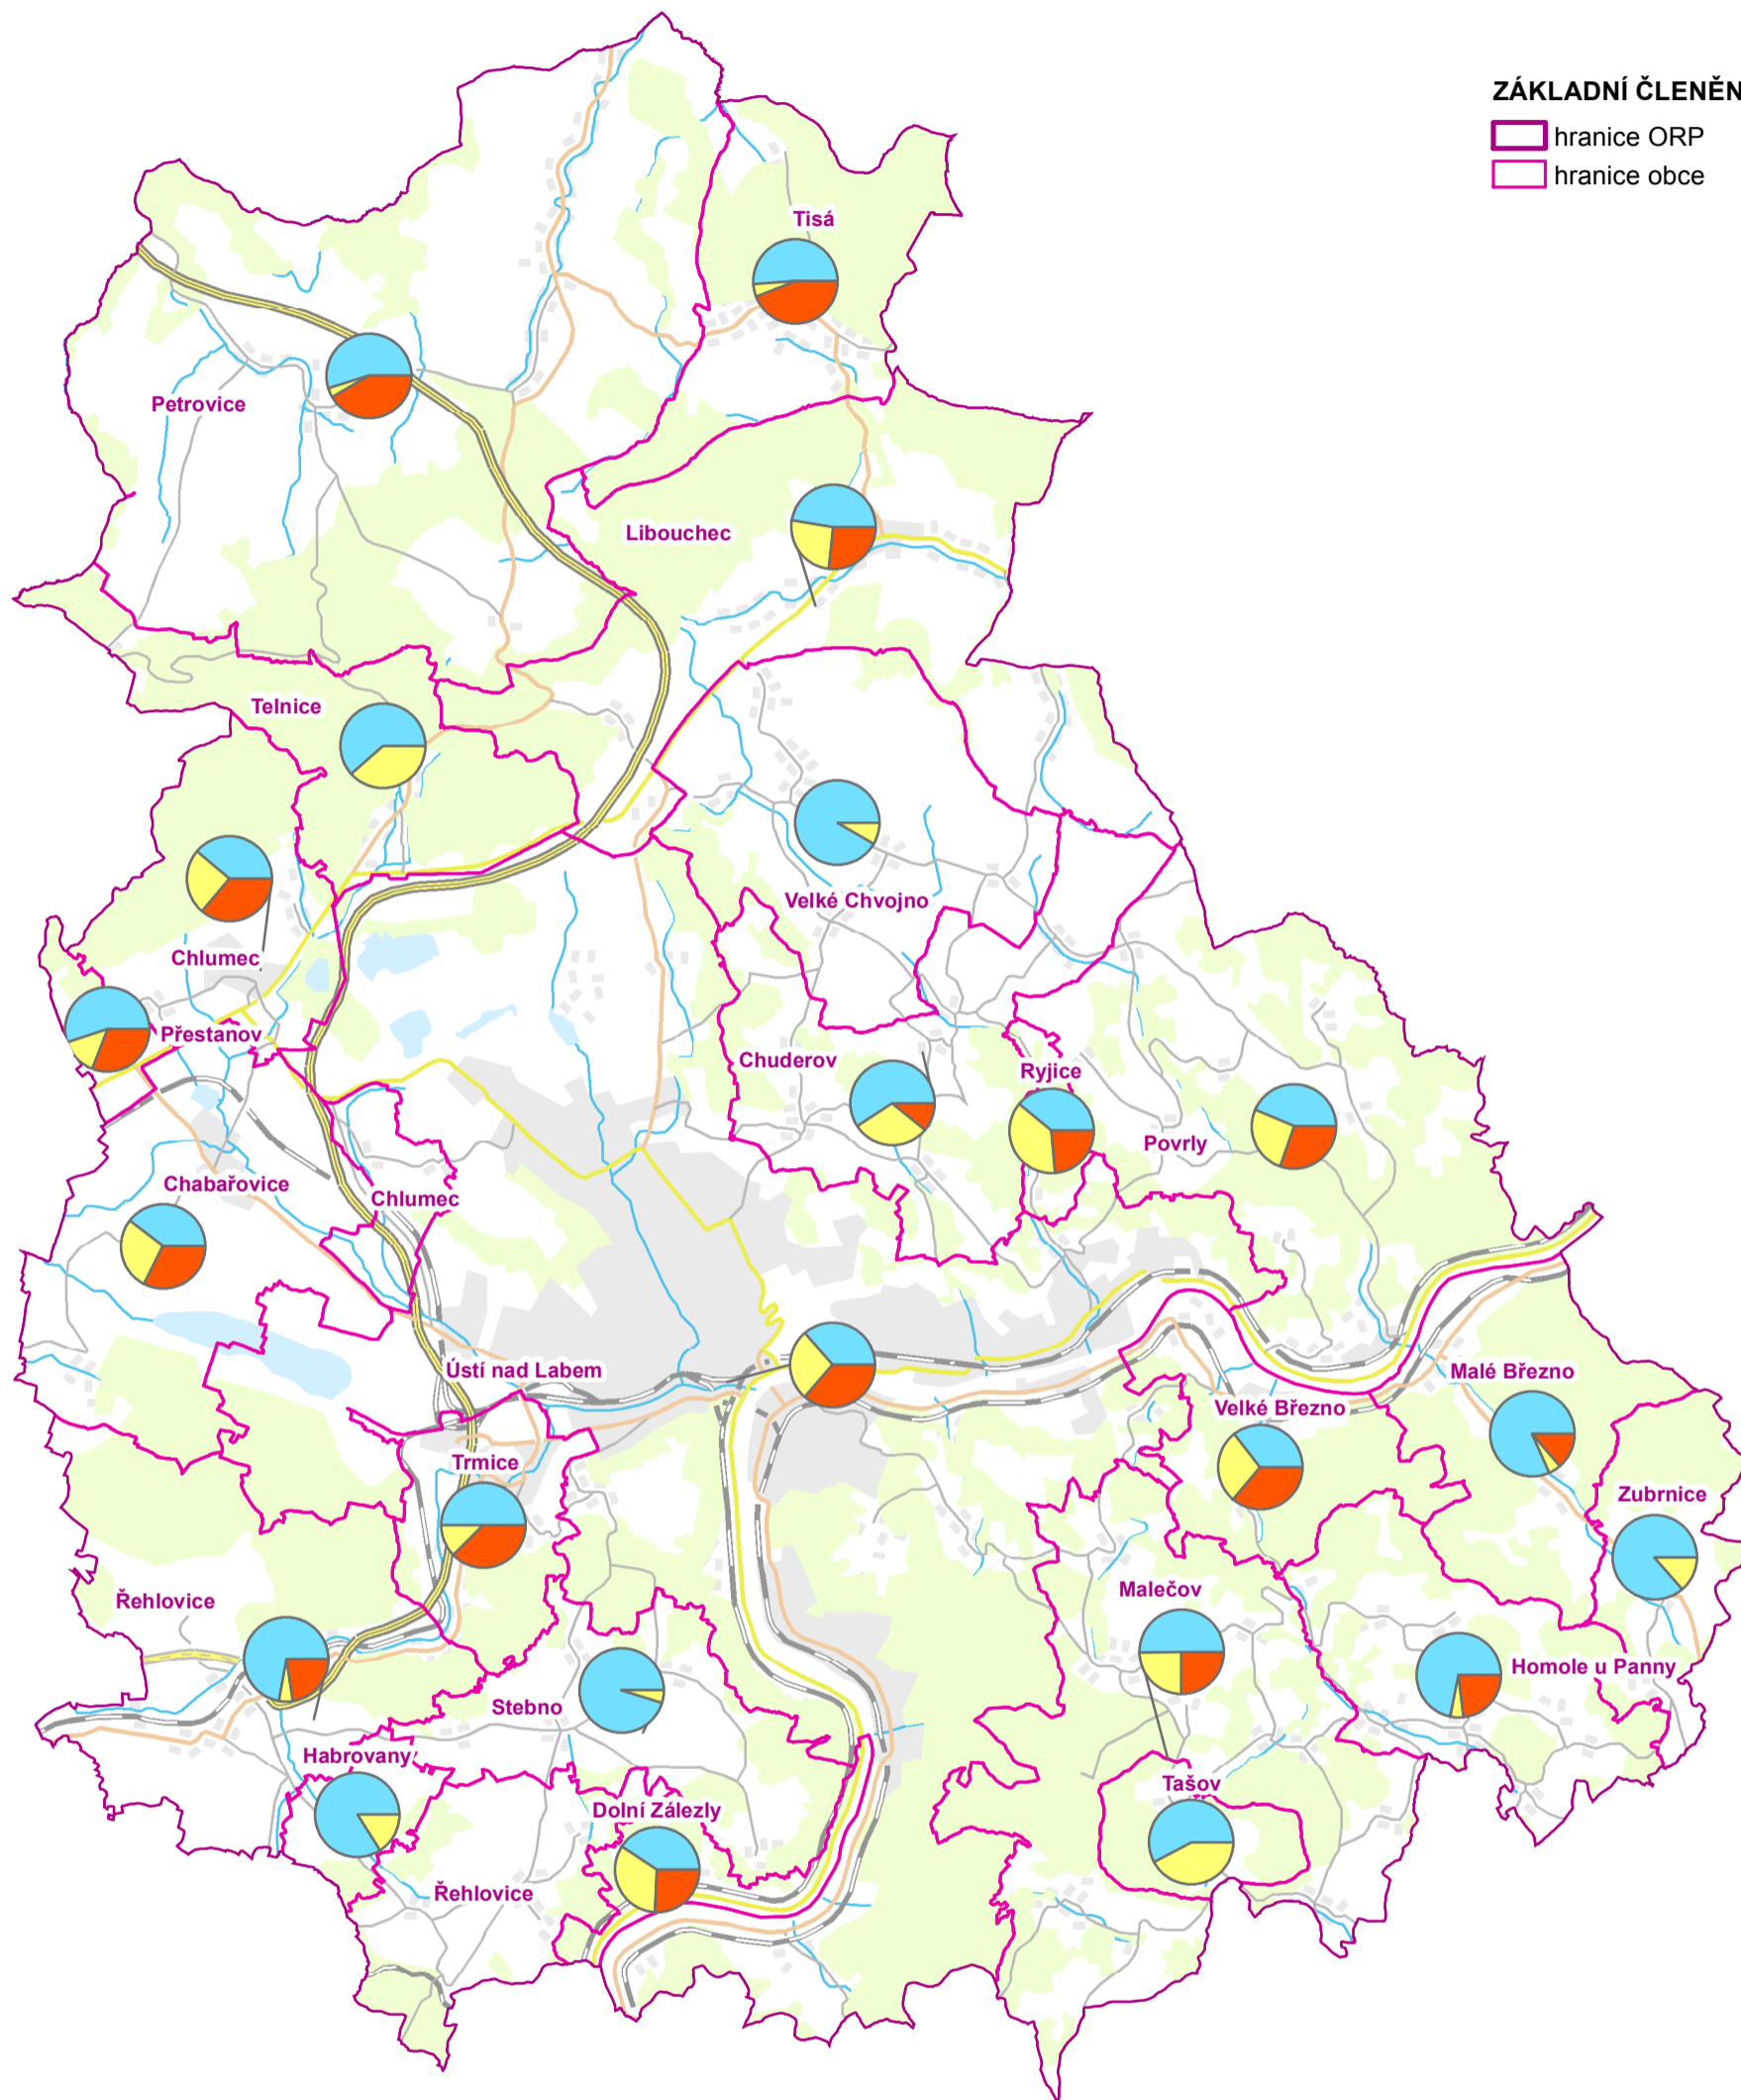 ZÁKLADNÍ ČLENĚN
hranice ORP
hranice obce
Tisá
Petrovice
Libouchec
Telnice
Velké Chvojno
Chlumec
Přestanov
Chuderov
Ryjice
Povrly
Chabařovice
Chlumec
Ústí nad Labem
Malé Březno
Velké Březno
Trmice
Zubrnice
Malečov
Řehlovice
Homole u Panny
Stebno
Habrovany
Tašov
Dolní Zálezly
Řehlovice